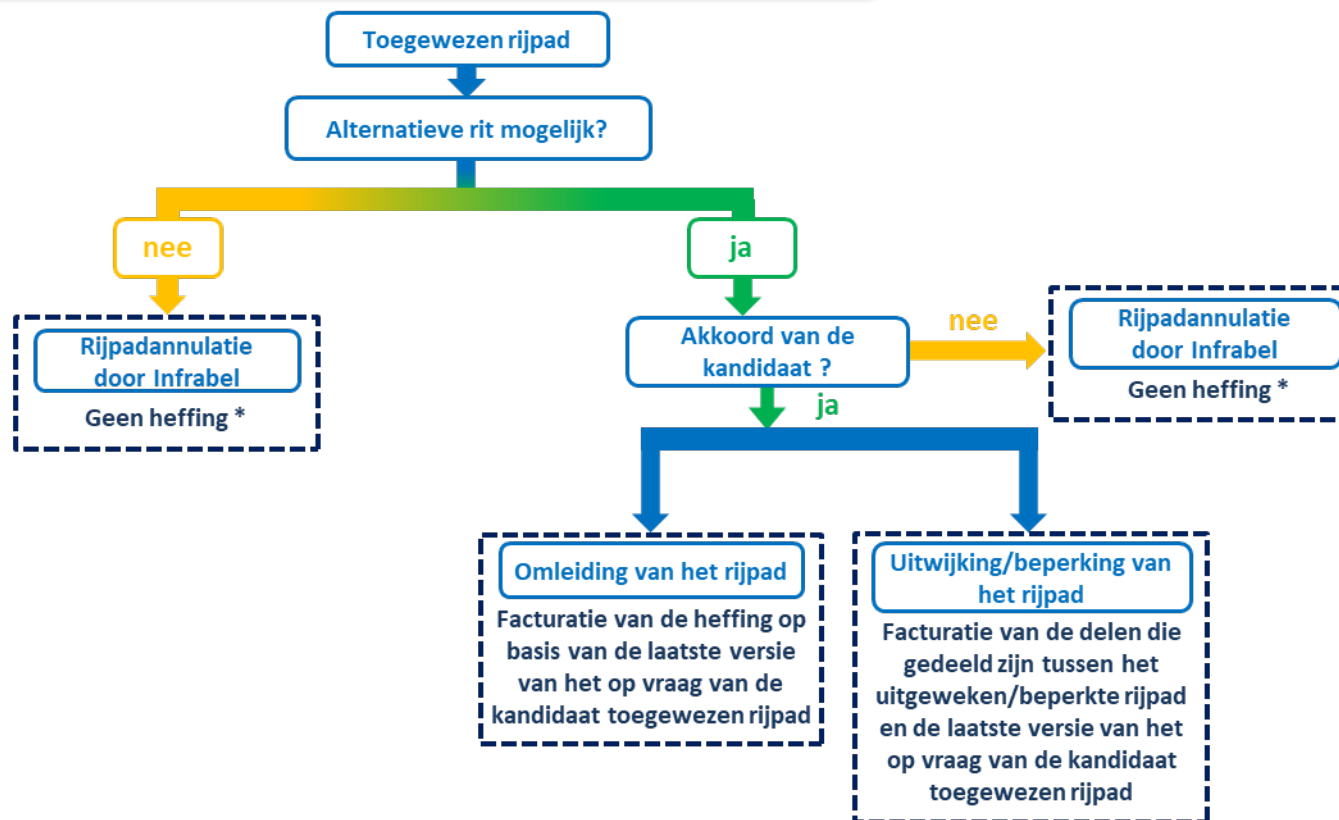 Toegewezen rijpad
Alternatieve rit mogelijk?
nee
ja
Rijpadannulatie
door Infrabel
Geen heffing *
Akkoord van de
kandidaat ?
nee
Rijpadannulatie
door Infrabel
Geen heffing *
ja
Omleiding van het rijpad
Facturatie van de heffing op
basis van de laatste versie
van het op vraag van de
kandidaat toegewezen rijpad
Uitwijking/beperking van
het rijpad
Facturatie van de delen die
gedeeld zijn tussen het
uitgeweken/beperkte rijpad
en de laatste versie van het
op vraag van de kandidaat
toegewezen rijpad